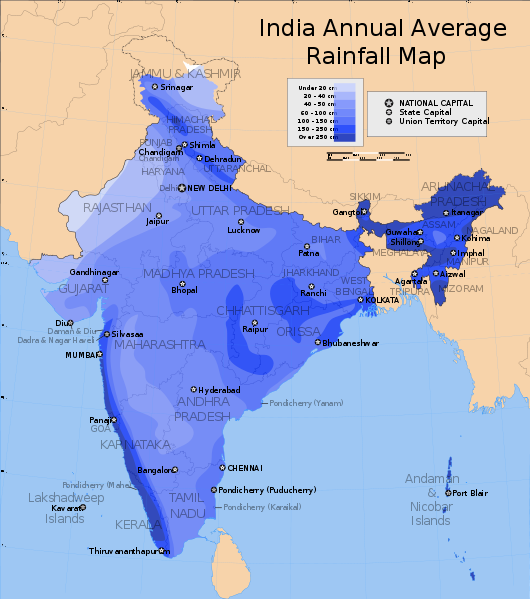 India Annual Average
Rainfall Map
Under 20 cm
20 - 40 cm
40 - 50 cm
60 - 100 cm
100 - 150 cm
150 - 250 cm
Over 250 cm
NATIONAL CAPITAL
State Capital
Union Territory Capital
JAMMU & KASHMIR
Srinagar
HIMACHAL
PRADESH
PUNJAB
Shimla
Chandigarh
Chandigarh
Dehradun
UTTARANCHAL
HARYANA
Delhi
NEW DELHI
RAJASTHAN
Jaipur
UTTAR PRADESH
Lucknow
SIKKIM
Gangtok
ARUNACHAL
PRADESH
Itanagar
ASSAM
Guwahati
NAGALAND
Kohima
Shillong
MEGHALAYA
Imphal
MANIPUR
BIHAR
Patna
Agartala
Aizwal
TRIPURA
MIZORAM
Gandhinagar
GUJARAT
MADHYA PRADESH
Bhopal
JHARKHAND
Ranchi
WEST
BENGAL
KOLKATA
CHHATTISGARH
Raipur
ORISSA
Bhubaneshwar
Diu
Daman & Diu
Dadra & Nagar Haveli
Silvasaa
MAHARASHTRA
MUMBAI
Hyderabad
ANDHRA
PRADESH
Pondicherry (Yanam)
Panaji
GOA
KARNATAKA
Bangalore
CHENNAI
Pondicherry (Mahe)
Pondicherry (Puducherry)
Lakshadweep
Islands
Kavarati
TAMIL
NADU
Pondicherry (Karaikal)
KERALA
Thiruvananthapuram
Andaman
&
Nicobar
Islands
Port Blair